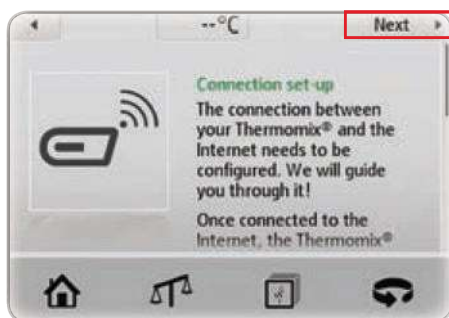 --°C
Next
Connection set-up
The connection between
your Thermomix® and the
Internet needs to be
configured. We will guide
you through it!
Once connected to the
Internet, the Thermomix®